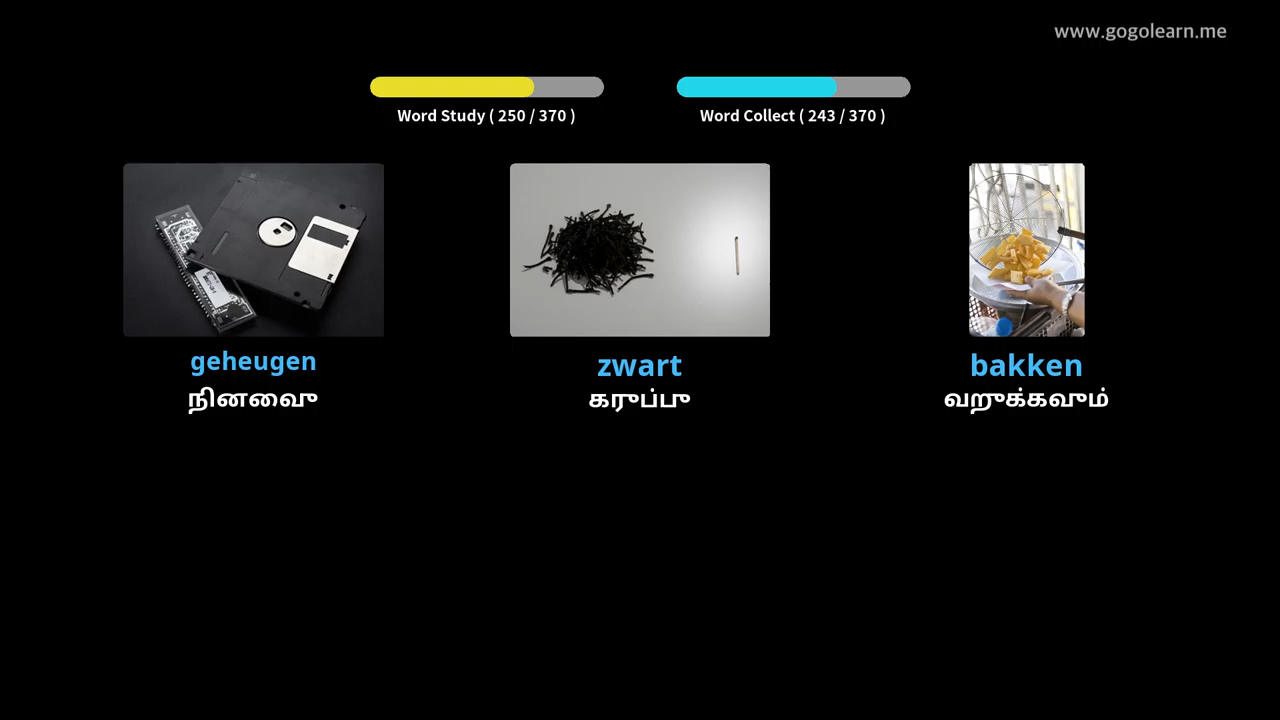 www.gogolearn.me
Word Study ( 250 / 370 )
Word Collect ( 243 / 370 )
geheugen
நினைவு
zwart
கருப்பு
bakken
வறுக்கவும்